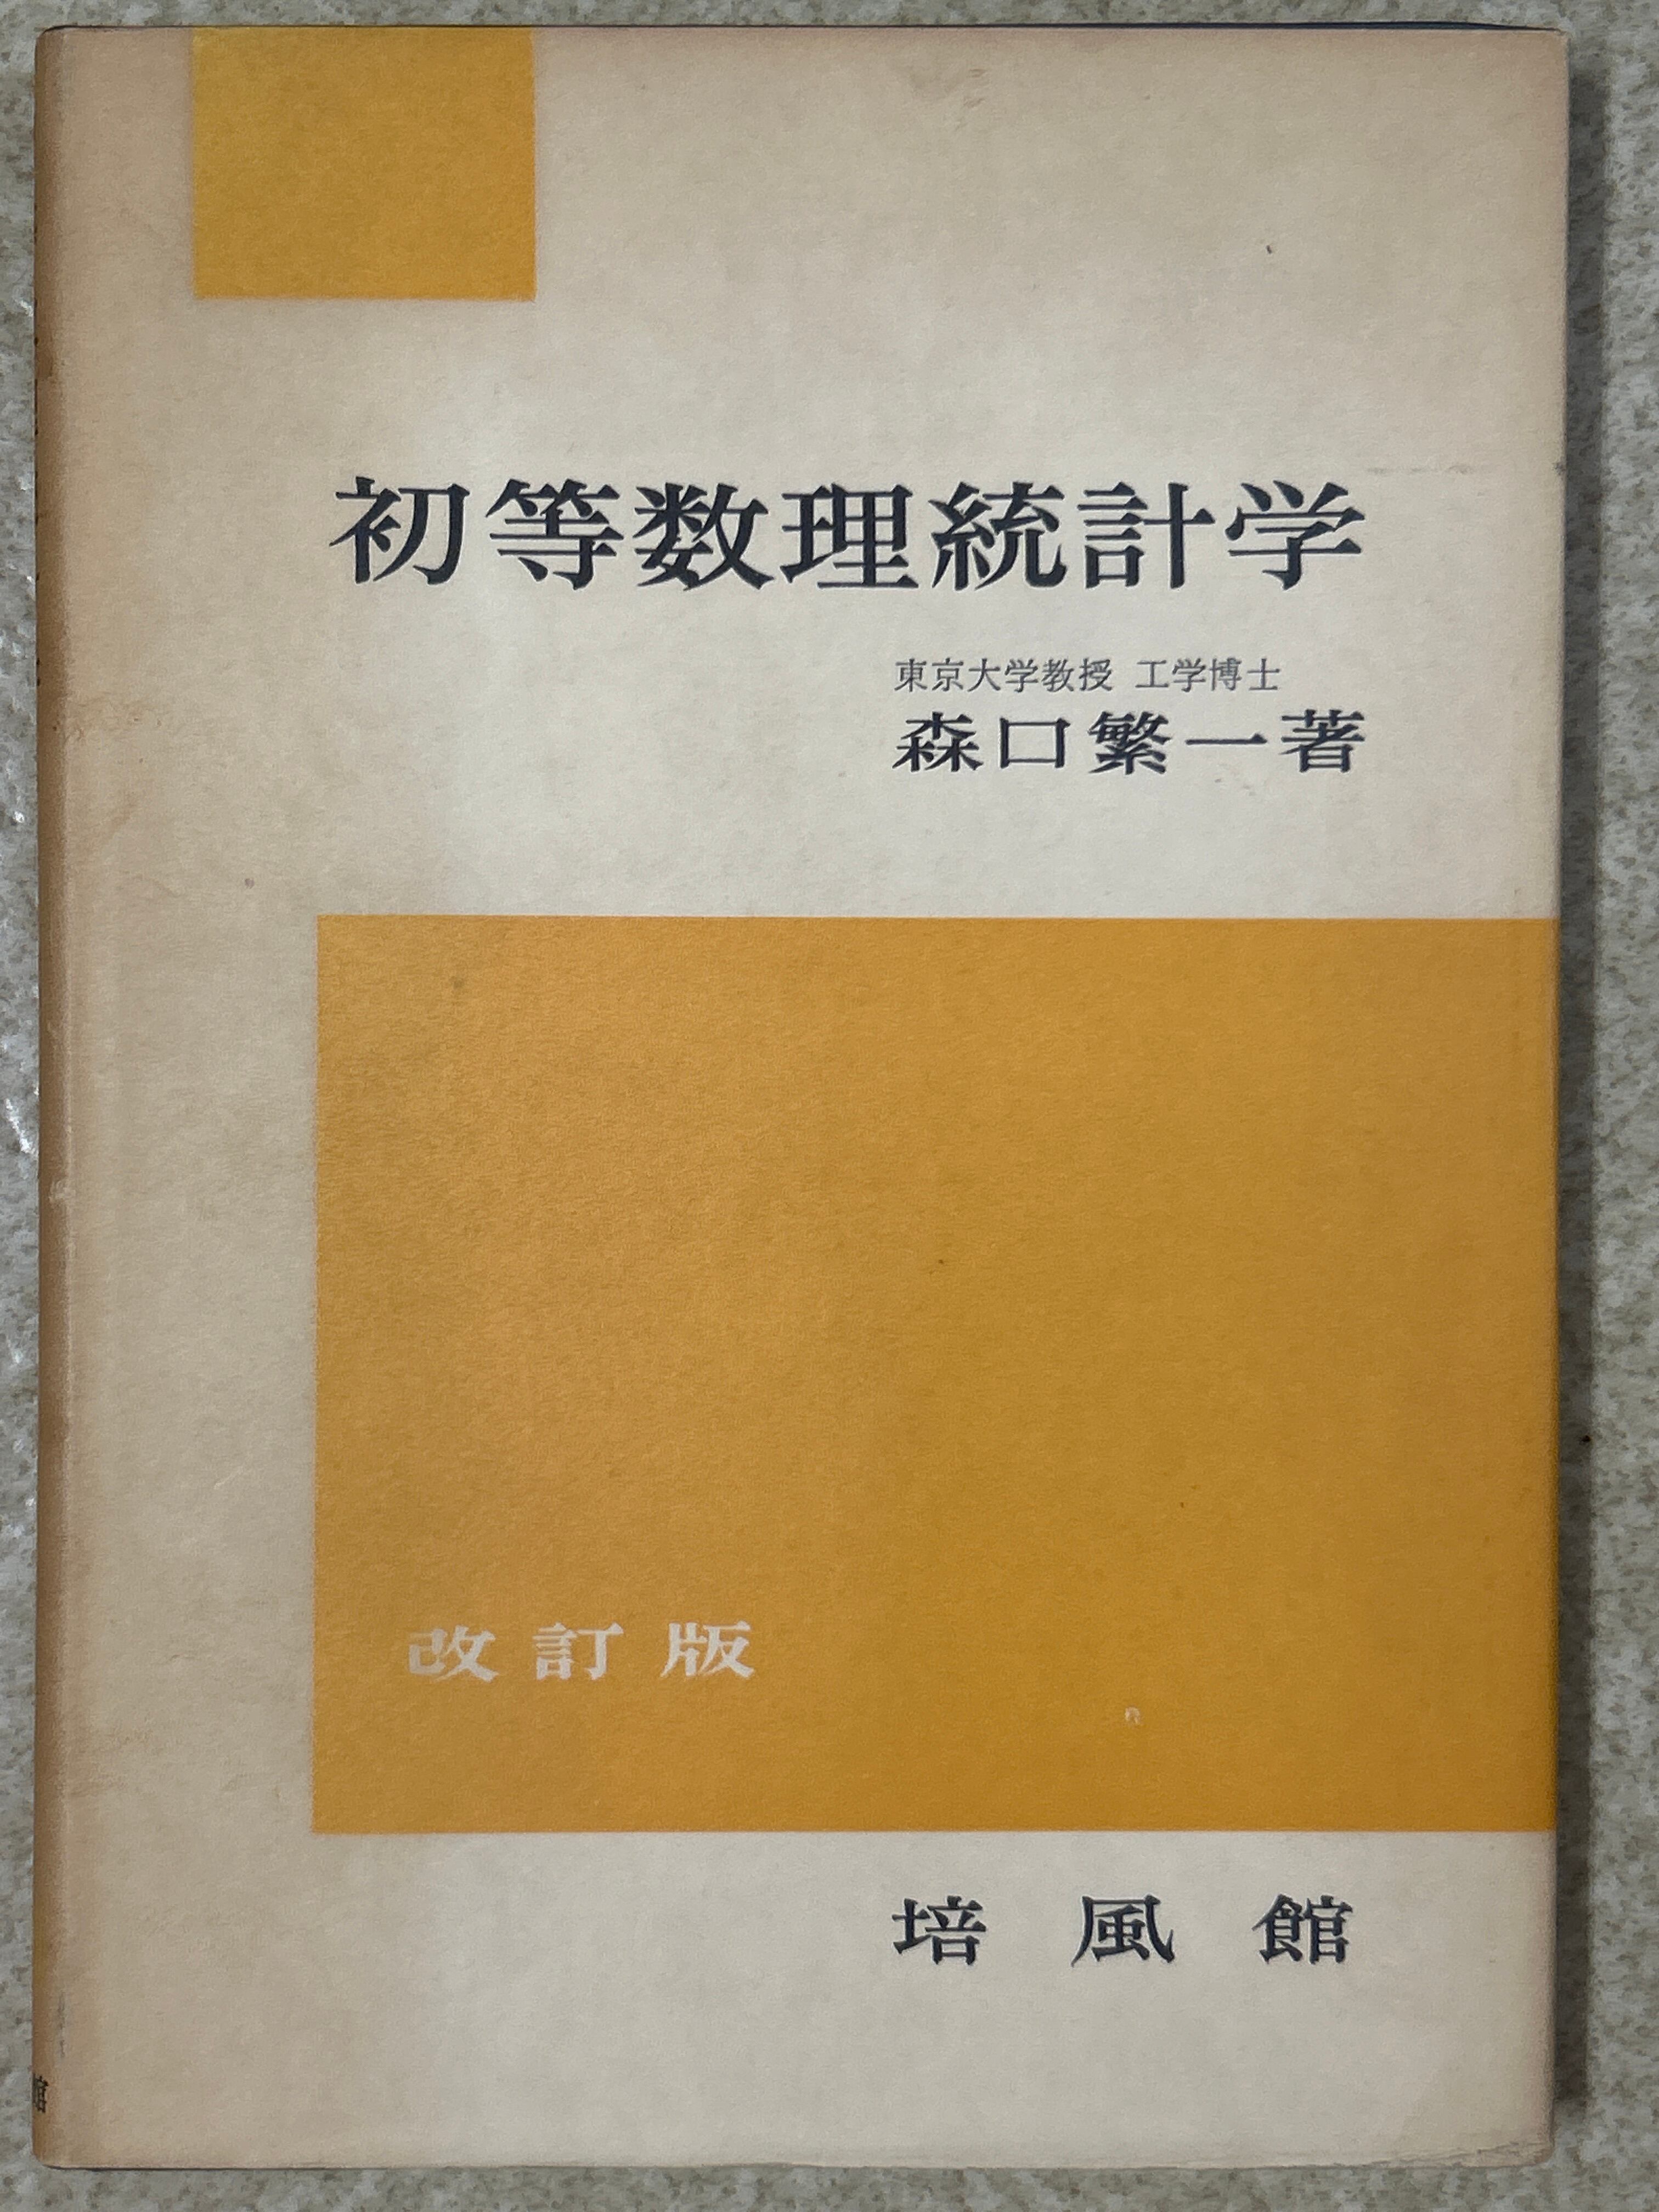 初等数理統計学
東京大学教授 工学博士
森口繁一著
改訂版
培風館
館